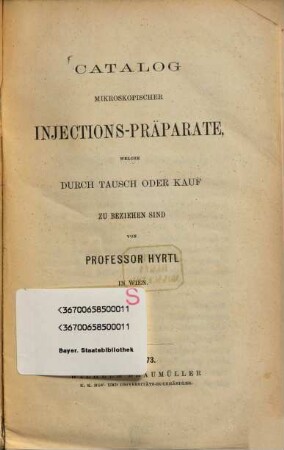 CATALOG
MIKROSKOPISCHER
INJECTIONS-PRÄPARATE,
WELCHE
DURCH TAUSCH ODER KAUF
ZU BEZIEHEN SIND
VON
PROFESSOR HYRTL
IN WIEN.
S
<36700658500011
<36700658500011
Bayer. Staatsbibliothek
73.
BRAUMÜLLER
K. K. HOF- UND UNIVERSITÄTS-BUCHHÄNDLER.